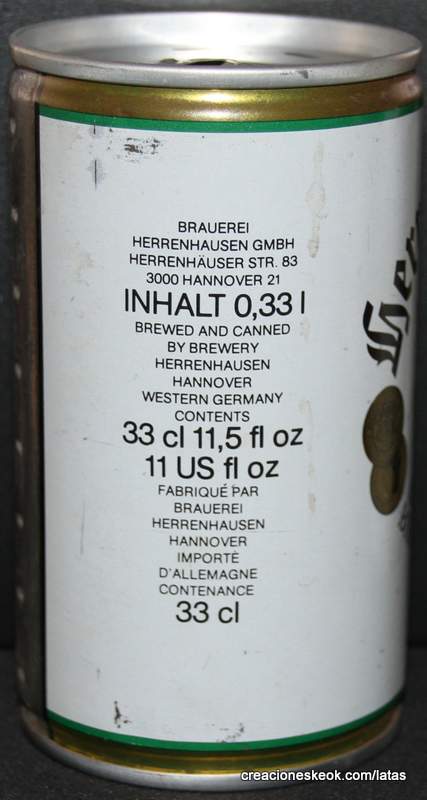 BRAUEREI
HERRENHAUSEN GMBH
HERRENHÄUSER STR. 83
3000 HANNOVER 21
INHALT 0,33 l
BREWED AND CANNED
BY BREWERY
HERRENHAUSEN
HANNOVER
WESTERN GERMANY
CONTENTS
33 cl 11,5 fl oz
11 US fl oz
FABRIQUÉ PAR
BRAUEREI
HERRENHAUSEN
HANNOVER
IMPORTÈ
D'ALLEMAGNE
CONTENANCE
33 cl
creacioneskeok.com/latas